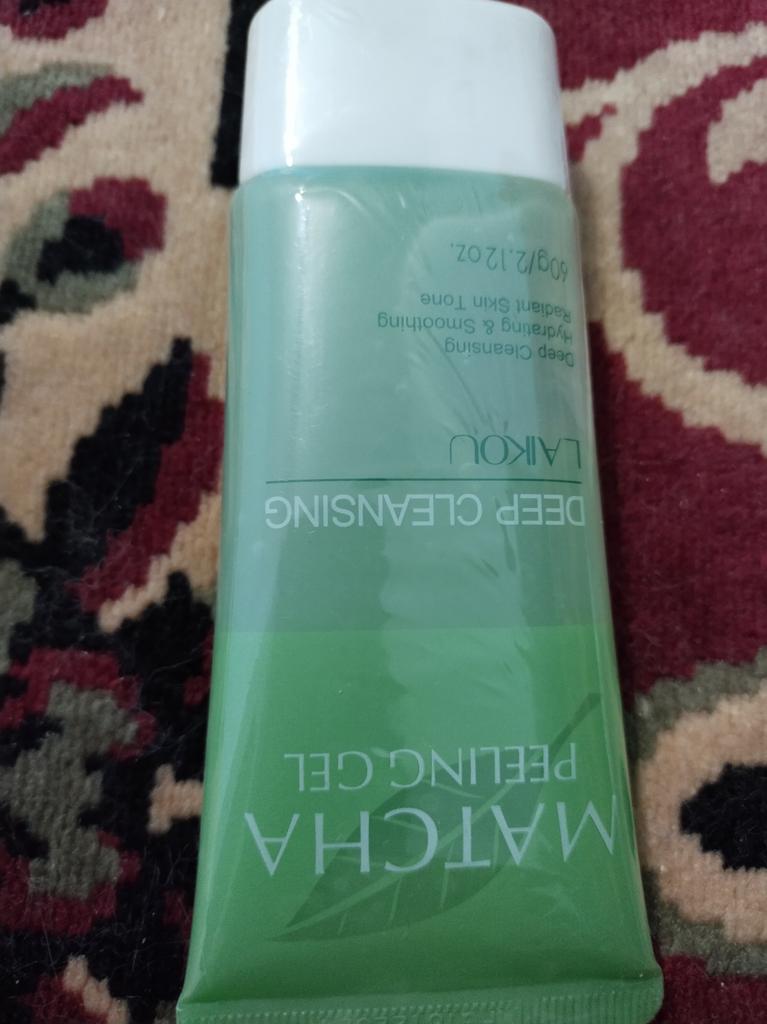 MATCHA
PEELING GEL
DEEP CLEANSING
LAIKOU
Deep Cleansing
Hydrating & Smoothing
Radiant Skin Tone
60g/2.12oz.